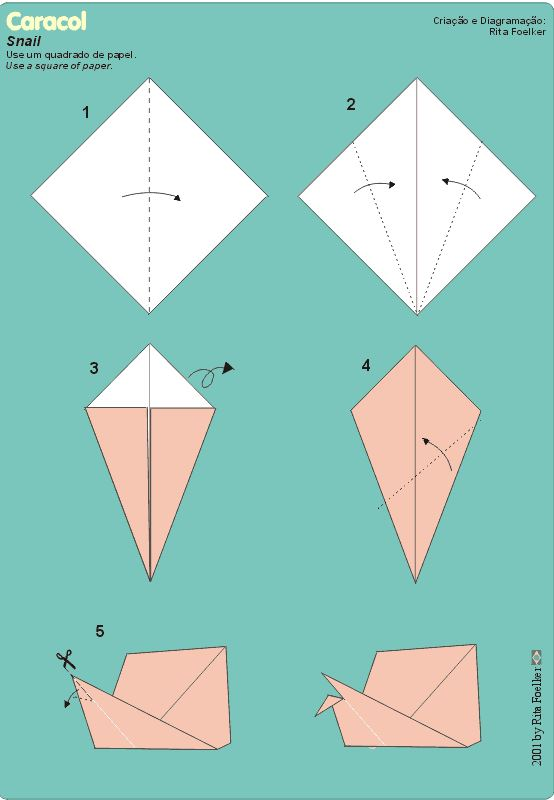 Caracol
Snail
Use um quadrado de papel.
Use a square of paper.
Criação e Diagramação:
Rita Foelker
1
2
3
4
5
2001 by Rita Foelker